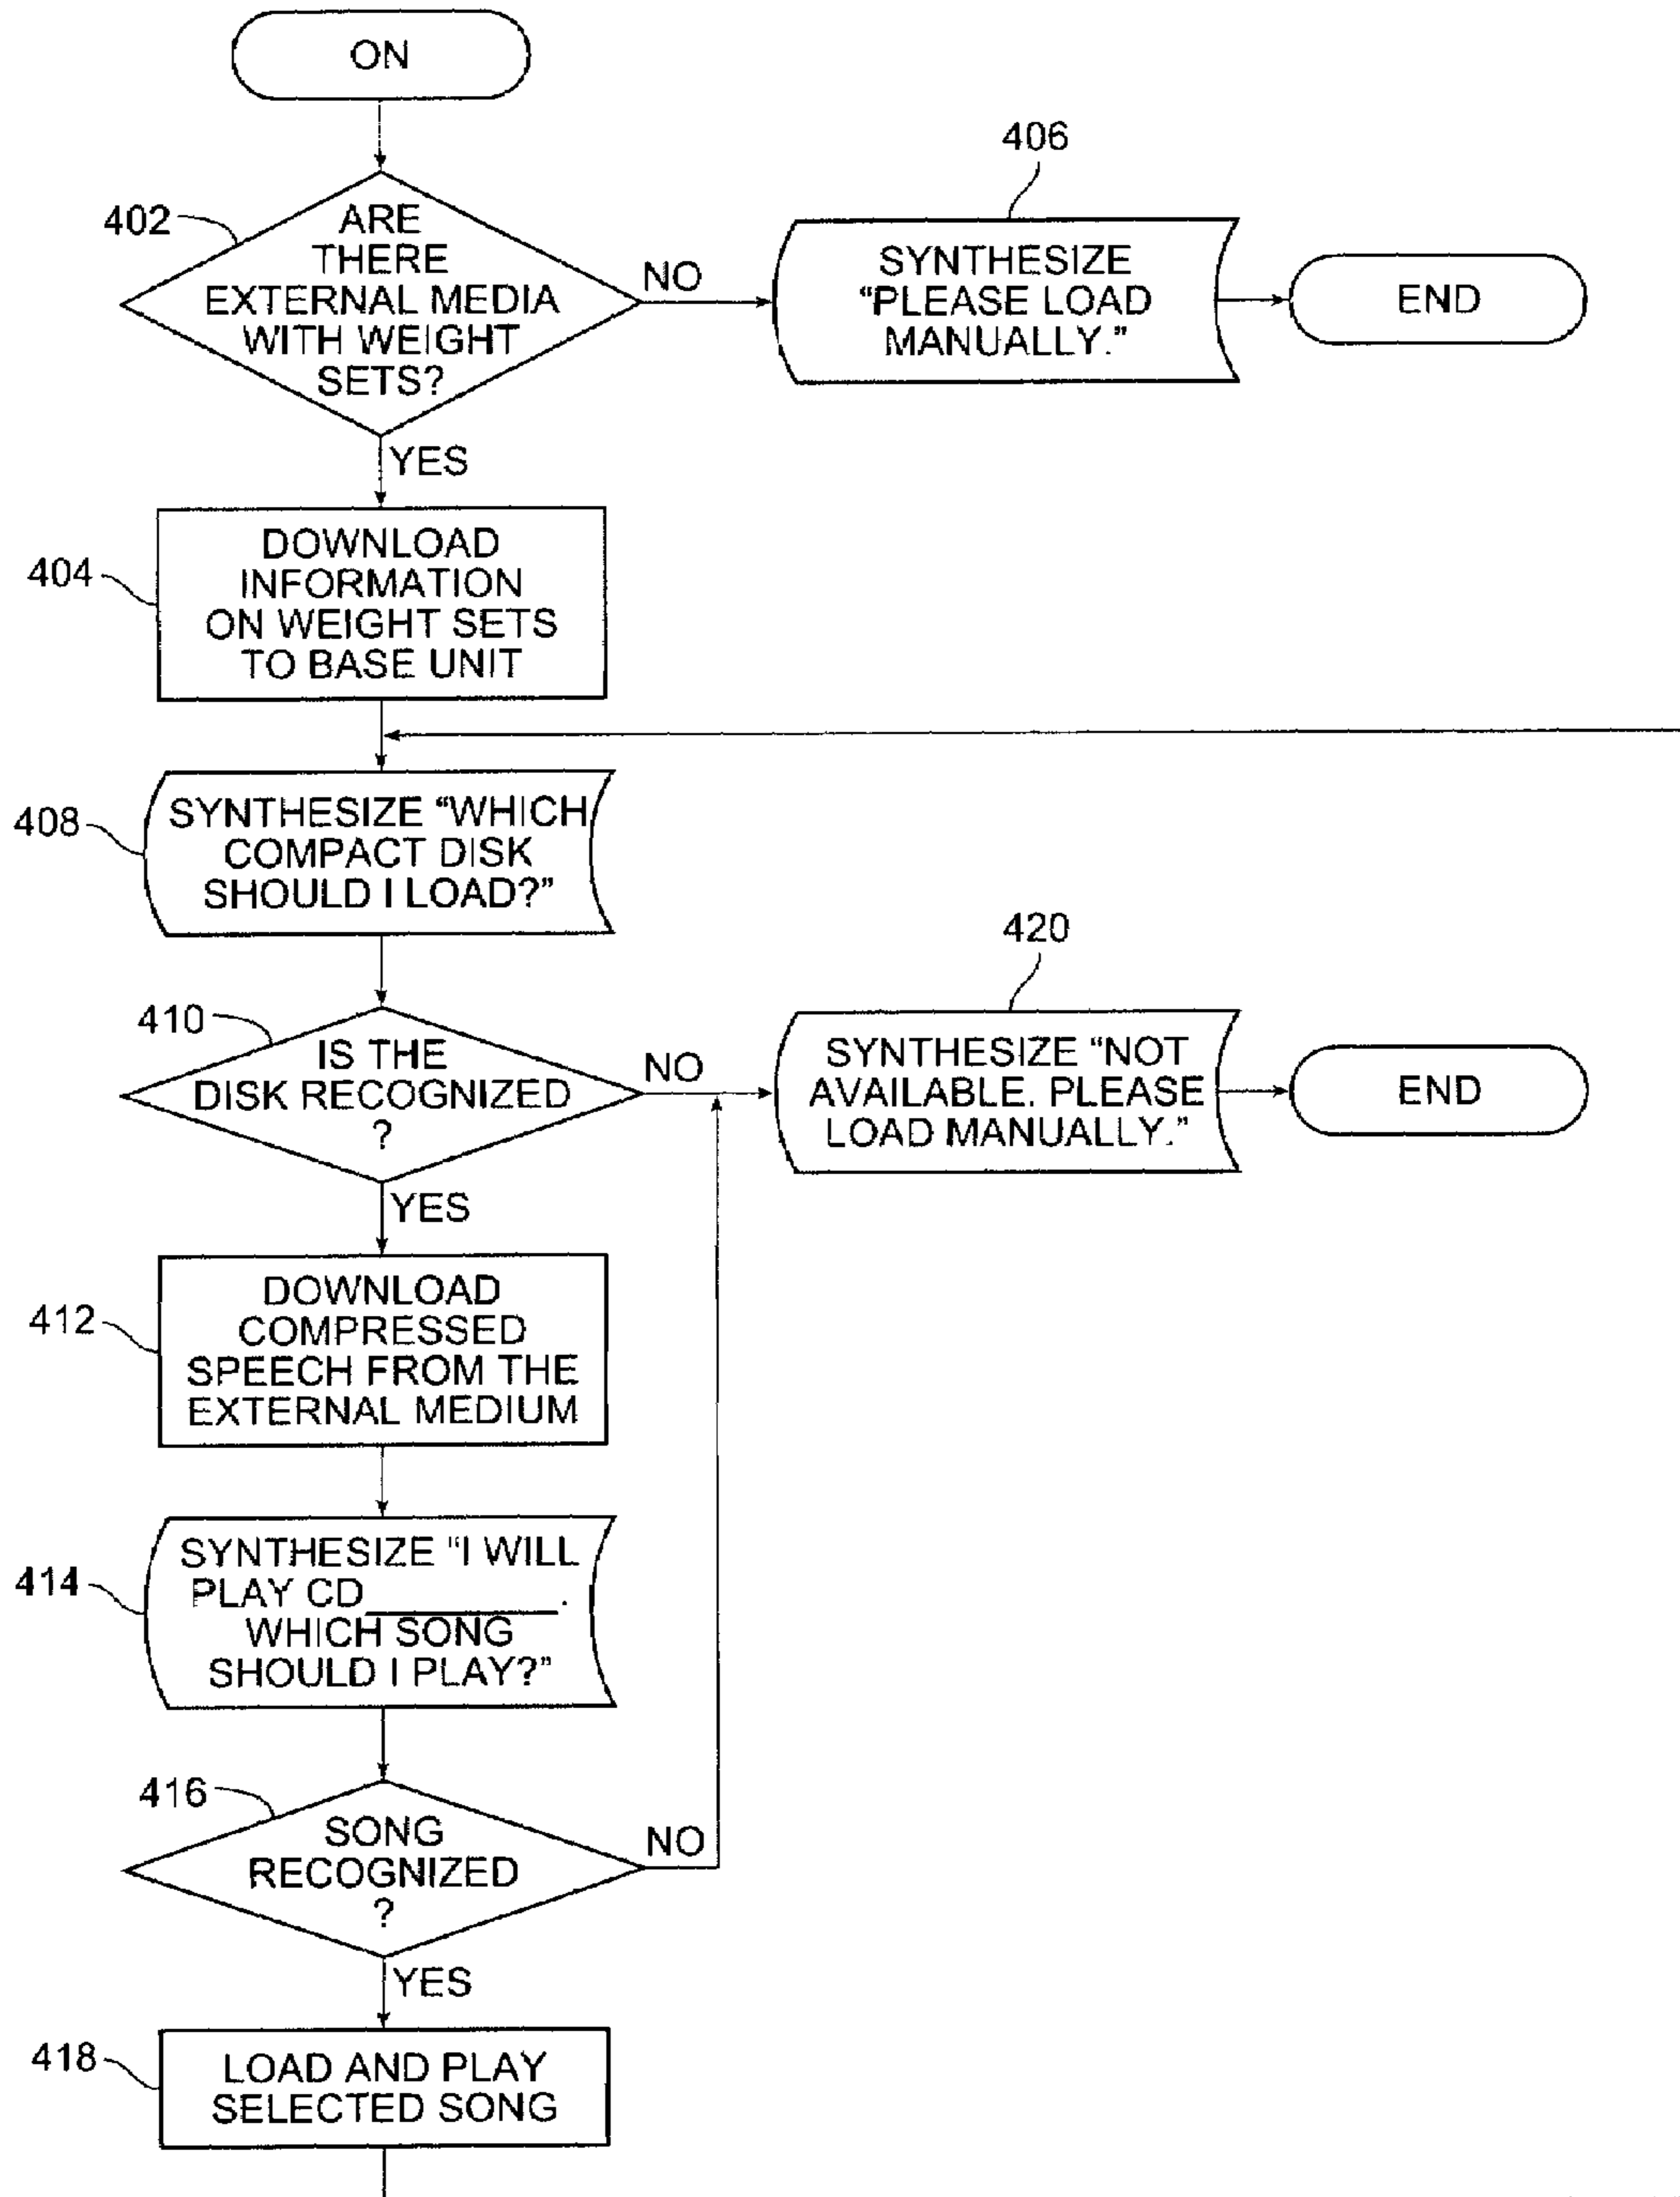 ON
402
ARE
THERE
EXTERNAL MEDIA
WITH WEIGHT
SETS?
NO
406
SYNTHESIZE
“PLEASE LOAD
MANUALLY.”
END
YES
404
DOWNLOAD
INFORMATION
ON WEIGHT SETS
TO BASE UNIT
408
SYNTHESIZE “WHICH
COMPACT DISK
SHOULD I LOAD?”
410
IS THE
DISK RECOGNIZED
?
NO
420
SYNTHESIZE “NOT
AVAILABLE. PLEASE
LOAD MANUALLY.”
END
YES
412
DOWNLOAD
COMPRESSED
SPEECH FROM THE
EXTERNAL MEDIUM
414
SYNTHESIZE “I WILL
PLAY CD__________.
WHICH SONG
SHOULD I PLAY?”
416
SONG
RECOGNIZED
?
NO
YES
418
LOAD AND PLAY
SELECTED SONG